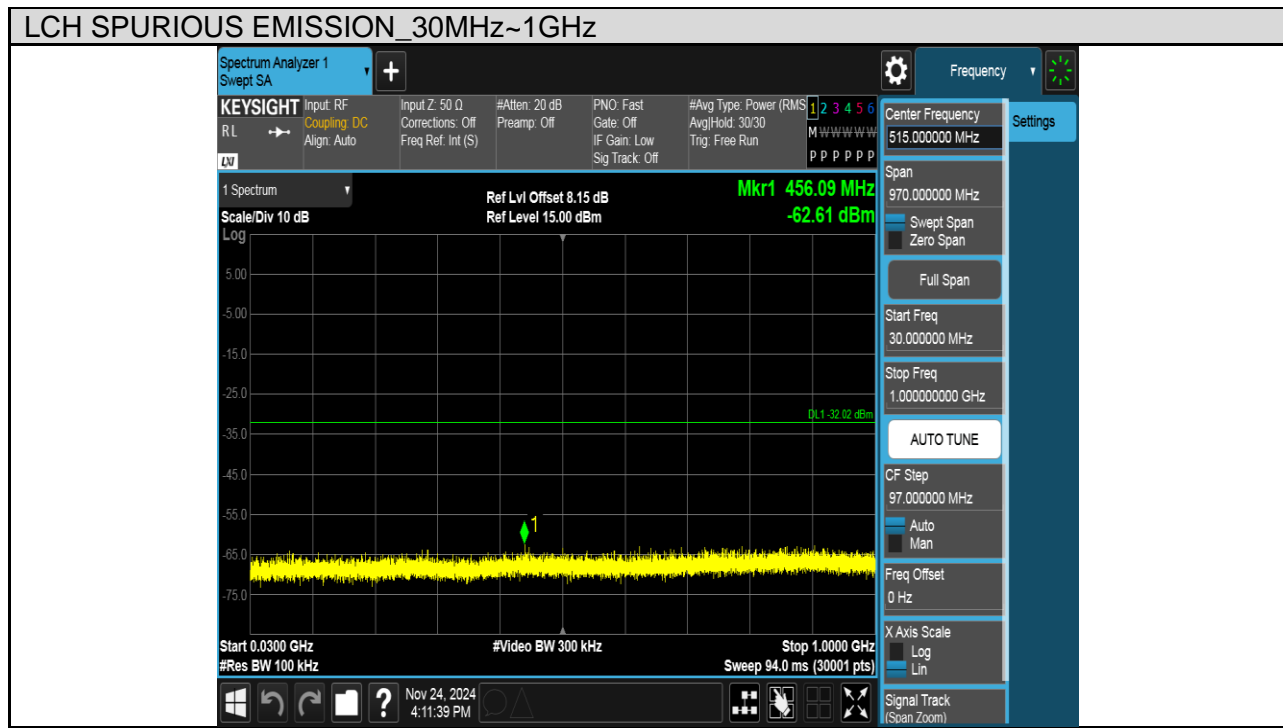 LCH SPURIOUS EMISSION_30MHz~1GHz
Spectrum Analyzer 1
Swept SA
+
Frequency
KEYSIGHT
RL
LXI
Input: RF
Coupling: DC
Align: Auto
Input Z: 50 Ω
Corrections: Off
Freq Ref: Int (S)
#Atten: 20 dB
Preamp: Off
PNO: Fast
Gate: Off
IF Gain: Low
Sig Track: Off
#Avg Type: Power (RMS
Avg|Hold: 30/30
Trig: Free Run
1 2 3 4 5 6
M W W W W W
P P P P P P
1 Spectrum
Scale/Div 10 dB
Ref Lvl Offset 8.15 dB
Ref Level 15.00 dBm
Mkr1 456.09 MHz
-62.61 dBm
Log
5.00
-5.00
-15.0
-25.0
DL1 -32.02 dBm
-35.0
-45.0
-55.0
1
-65.0
-75.0
Start 0.0300 GHz
#Video BW 300 kHz
Stop 1.0000 GHz
#Res BW 100 kHz
Sweep 94.0 ms (30001 pts)
?
Nov 24, 2024
4:11:39 PM
Center Frequency
515.000000 MHz
Settings
Span
970.000000 MHz
Swept Span
Zero Span
Full Span
Start Freq
30.000000 MHz
Stop Freq
1.000000000 GHz
AUTO TUNE
CF Step
97.000000 MHz
Auto
Man
Freq Offset
0 Hz
X Axis Scale
Log
Lin
Signal Track
(Span Zoom)